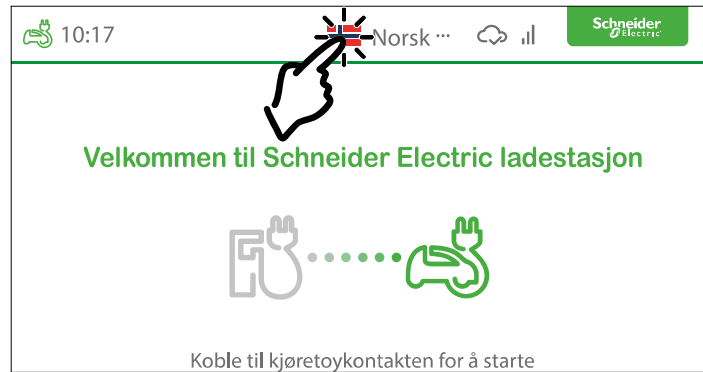 10:17 Norsk ... Schneider Electric
Velkommen til Schneider Electric ladestasjon
Koble til kjøretoykontakten for å starte